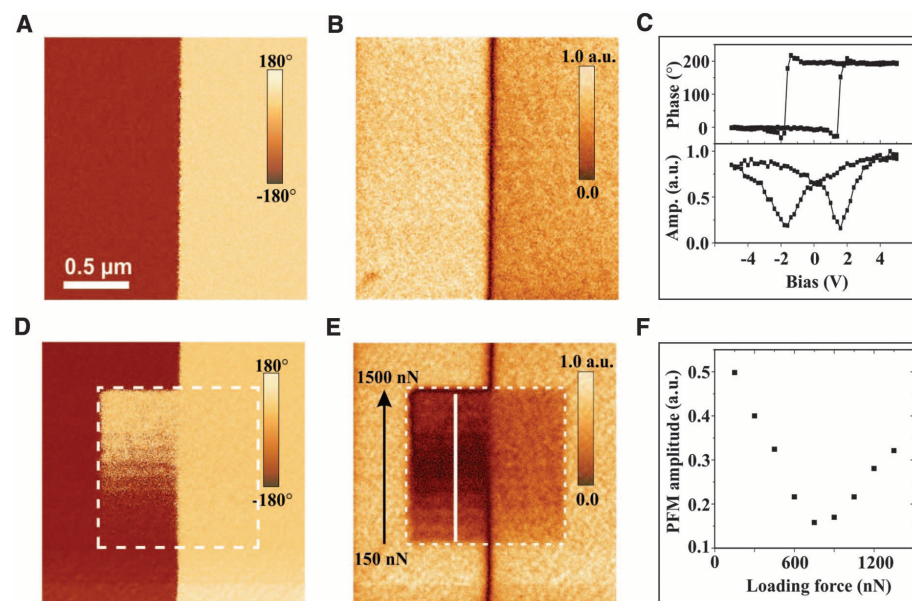 A
180°
-180°
0.5 µm
B
1.0 a.u.
0.0
C
Phase (°)
200
100
0
Amp. (a.u.)
1.0
0.5
0.0
-4 -2 0 2 4
Bias (V)
D
180°
-180°
E
1500 nN
150 nN
1.0 a.u.
0.0
F
PFM amplitude (a.u.)
0.5
0.4
0.3
0.2
0.1
0 600 1200
Loading force (nN)